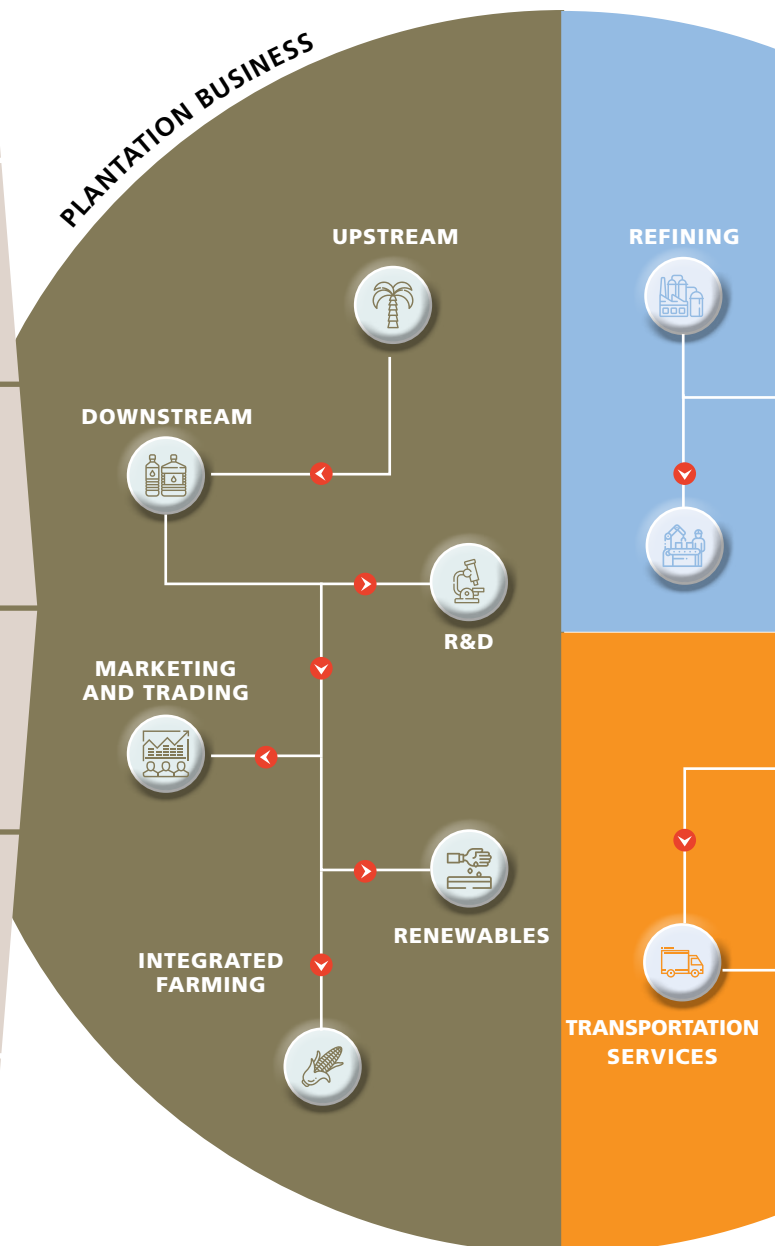 PLANTATION BUSINESS
UPSTREAM
REFINING
DOWNSTREAM
R&D
MARKETING
AND TRADING
RENEWABLES
INTEGRATED
FARMING
TRANSPORTATION
SERVICES